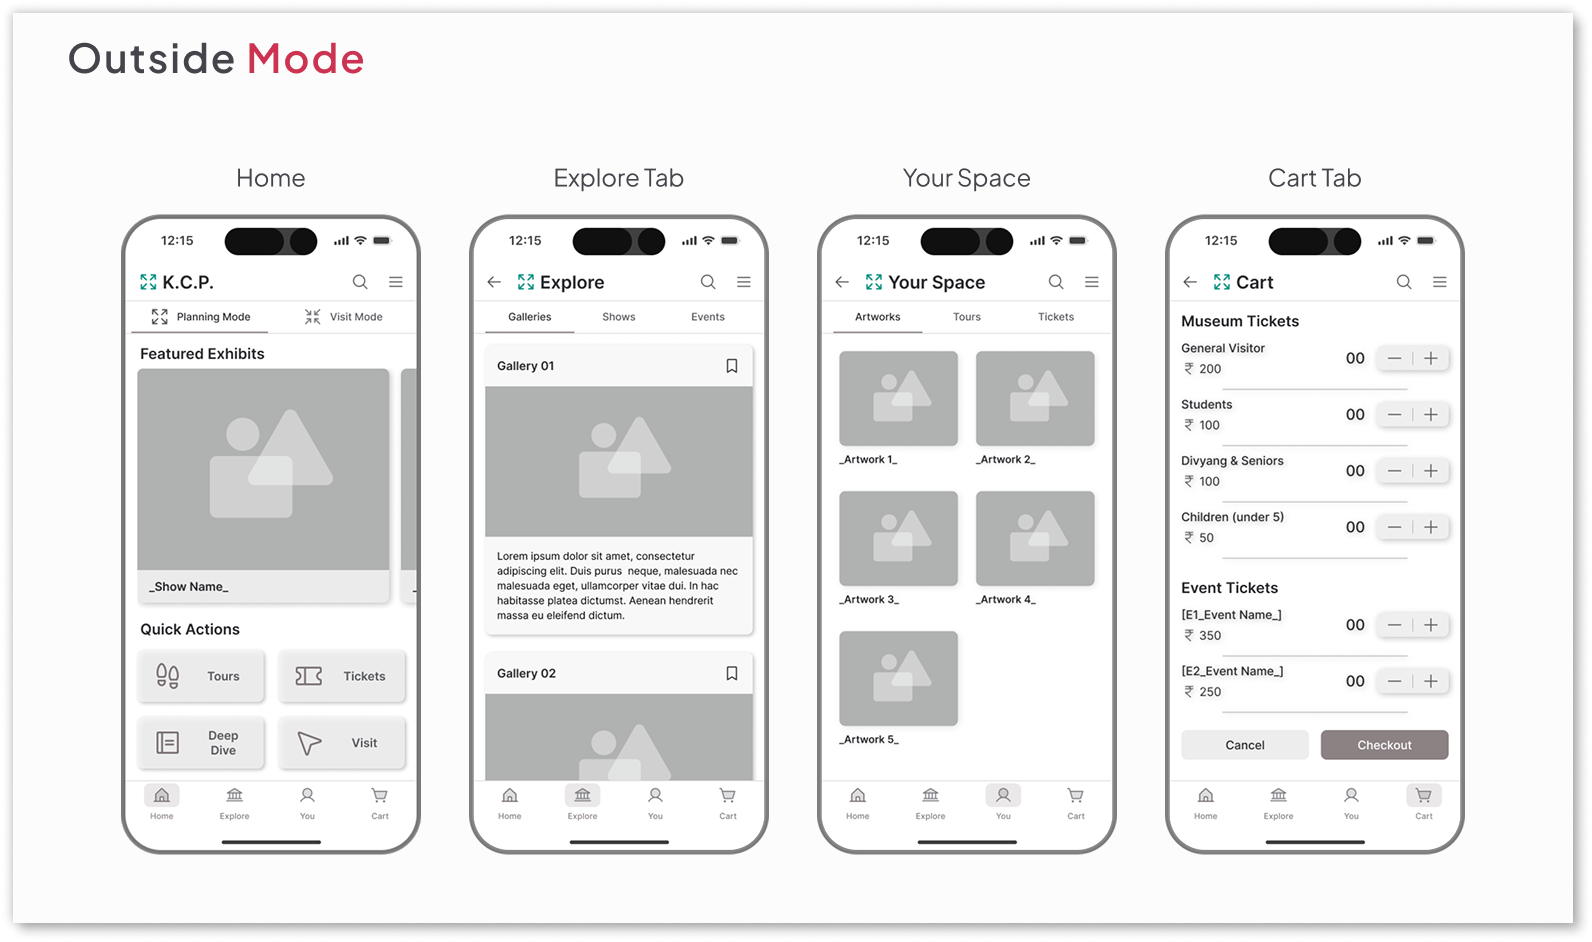 Outside Mode
Home
12:15
K.C.P.
Planning Mode
Visit Mode
Featured Exhibits
_Show Name_
Quick Actions
Tours
Tickets
Deep
Dive
Visit
Home
Explore
You
Cart
Explore Tab
12:15
Explore
Galleries
Shows
Events
Gallery 01
Lorem ipsum dolor sit amet, consectetur
adipiscing elit. Duis purus neque, malesuada nec
malesuada eget, ullamcorper vitae dui. In hac
habitasse platea dictumst. Aenean hendrerit
massa eu eleifend dictum.
Gallery 02
Home
Explore
You
Cart
Your Space
12:15
Your Space
Artworks
Tours
Tickets
_Artwork 1_
_Artwork 2_
_Artwork 3_
_Artwork 4_
_Artwork 5_
Home
Explore
You
Cart
Cart Tab
12:15
Cart
Museum Tickets
General Visitor
₹ 200
00
Students
₹ 100
00
Divyang & Seniors
₹ 100
00
Children (under 5)
₹ 50
00
Event Tickets
[E1_Event Name_]
₹ 350
00
[E2_Event Name_]
₹ 250
00
Cancel
Checkout
Home
Explore
You
Cart